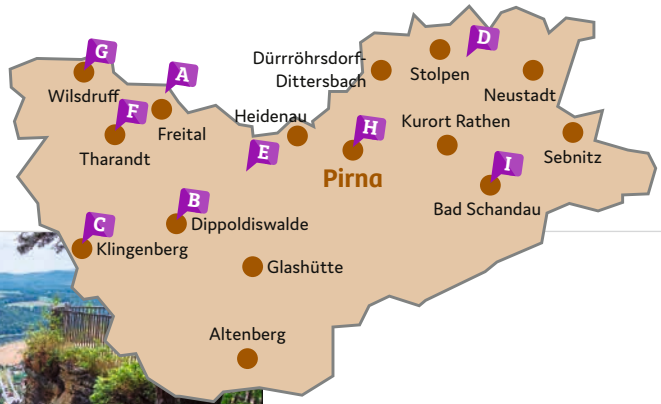 G
A
D
Dürrröhrsdorf-
Dittersbach
Stolpen
Neustadt
Wilsdruff
F
Freital
Heidenau
H
Kurort Rathen
Tharandt
E
Pirna
I
Sebnitz
B
Bad Schandau
Dippoldiswalde
C
Klingenberg
Glashütte
Altenberg